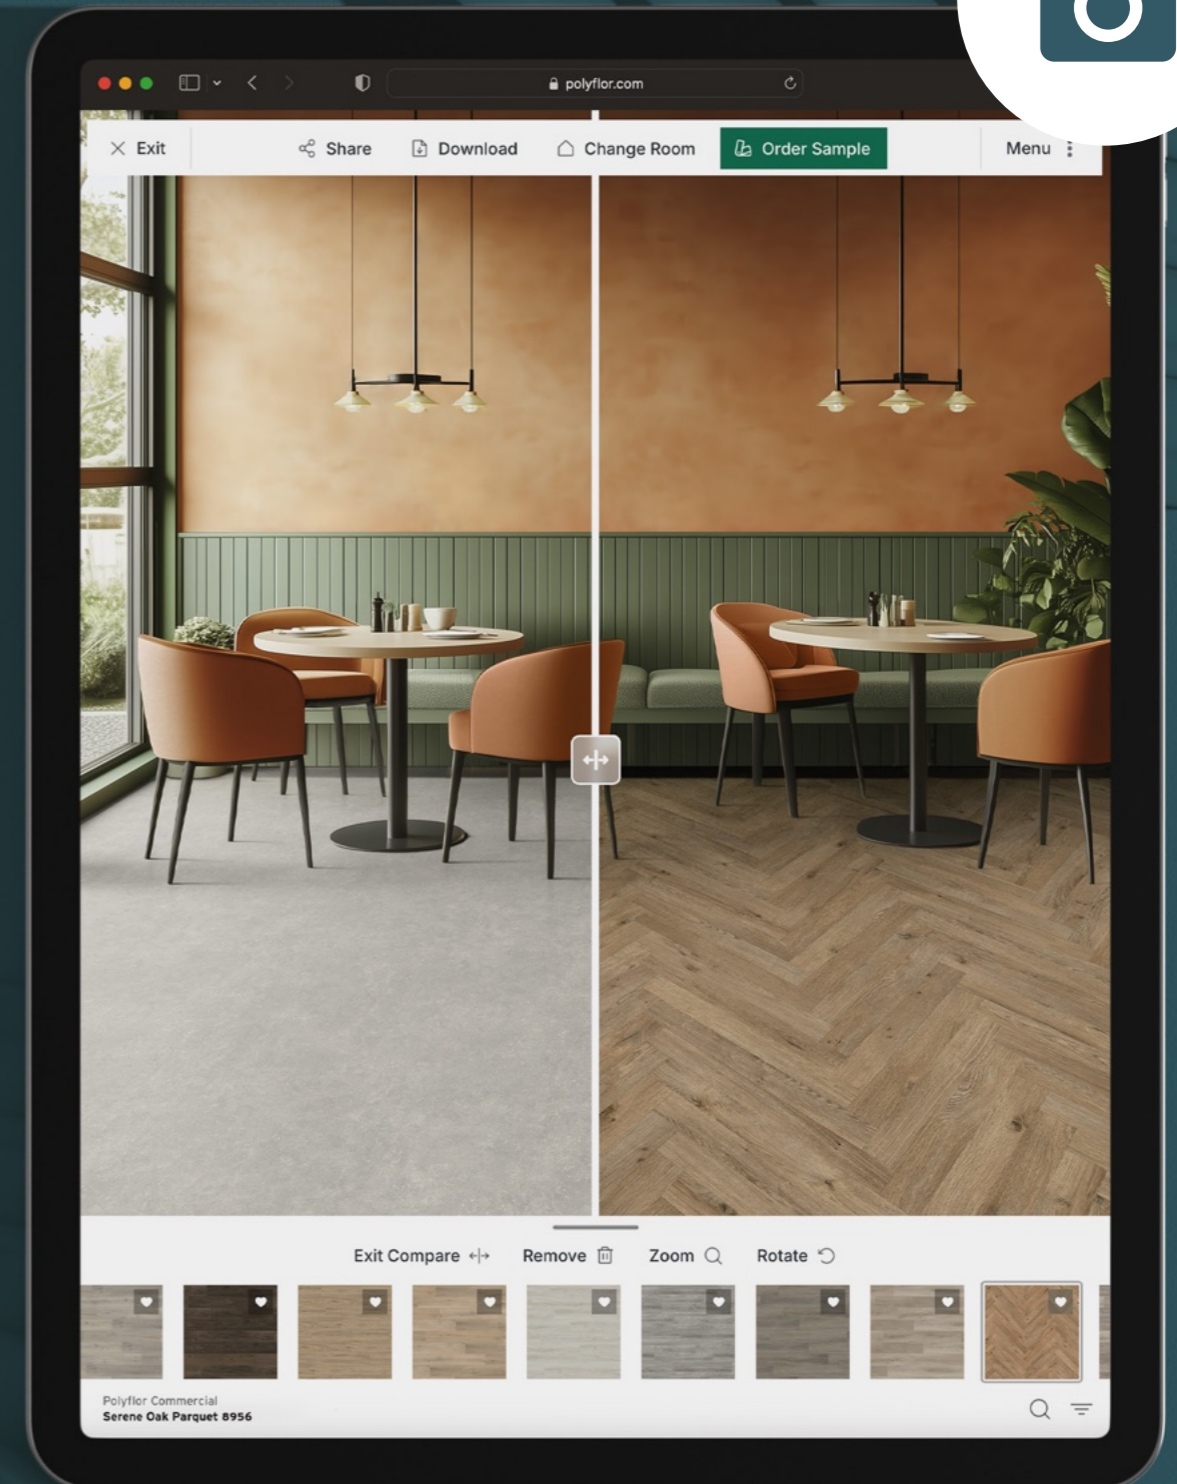 polyflor.com
Exit Share Download Change Room Order Sample Menu
Exit Compare Remove Zoom Rotate
Polyflor Commercial
Serene Oak Parquet 8956